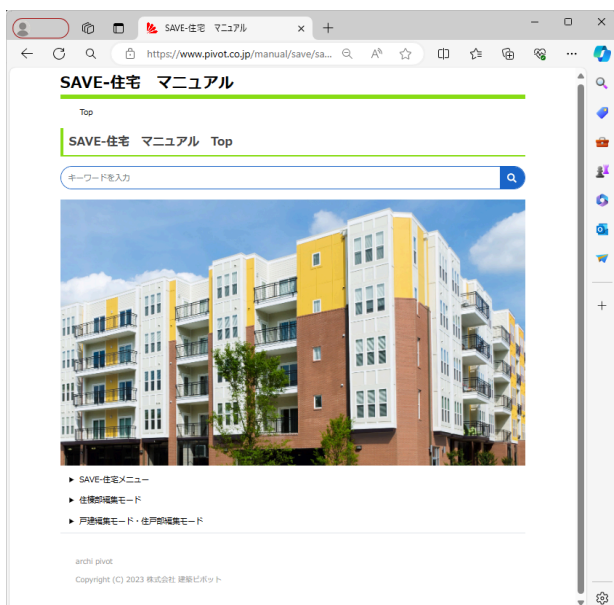 SAVE-住宅 マニュアル
https://www.pivot.co.jp/manual/save/sa...
SAVE-住宅 マニュアル
Top
SAVE-住宅 マニュアル Top
キーワードを入力
▶ SAVE-住宅メニュー
▶ 住棟部編集モード
▶ 戸建編集モード・住戸部編集モード
archi pivot
Copyright (C) 2023 株式会社 建築ピボット